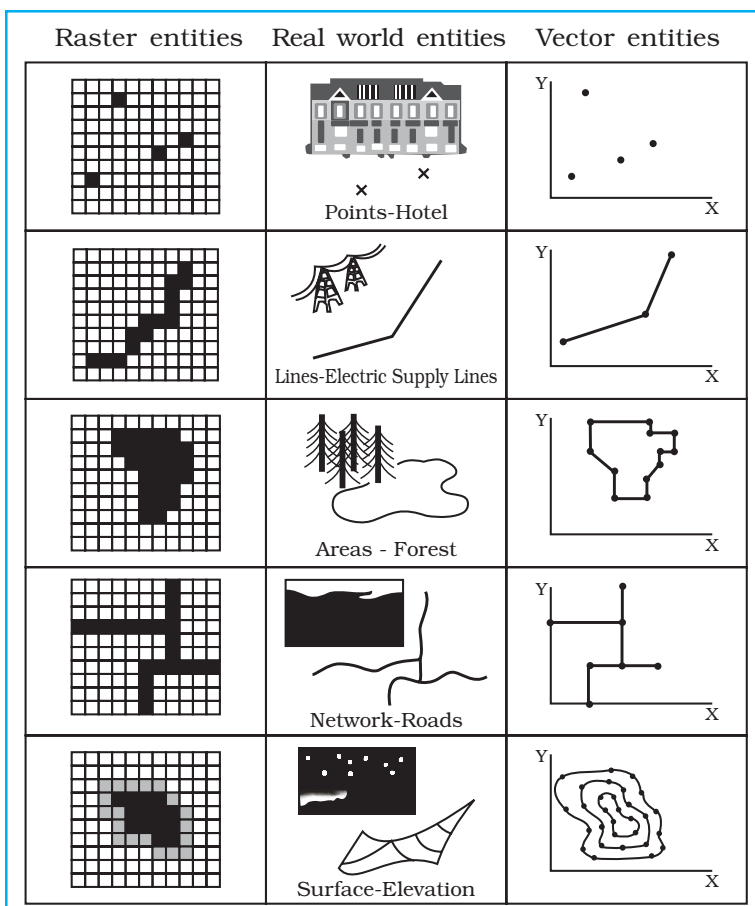 Raster entities Real world entities Vector entities
Y
X
Points-Hotel
Y
X
Lines-Electric Supply Lines
Y
X
Areas - Forest
Y
X
Network-Roads
Y
X
Surface-Elevation